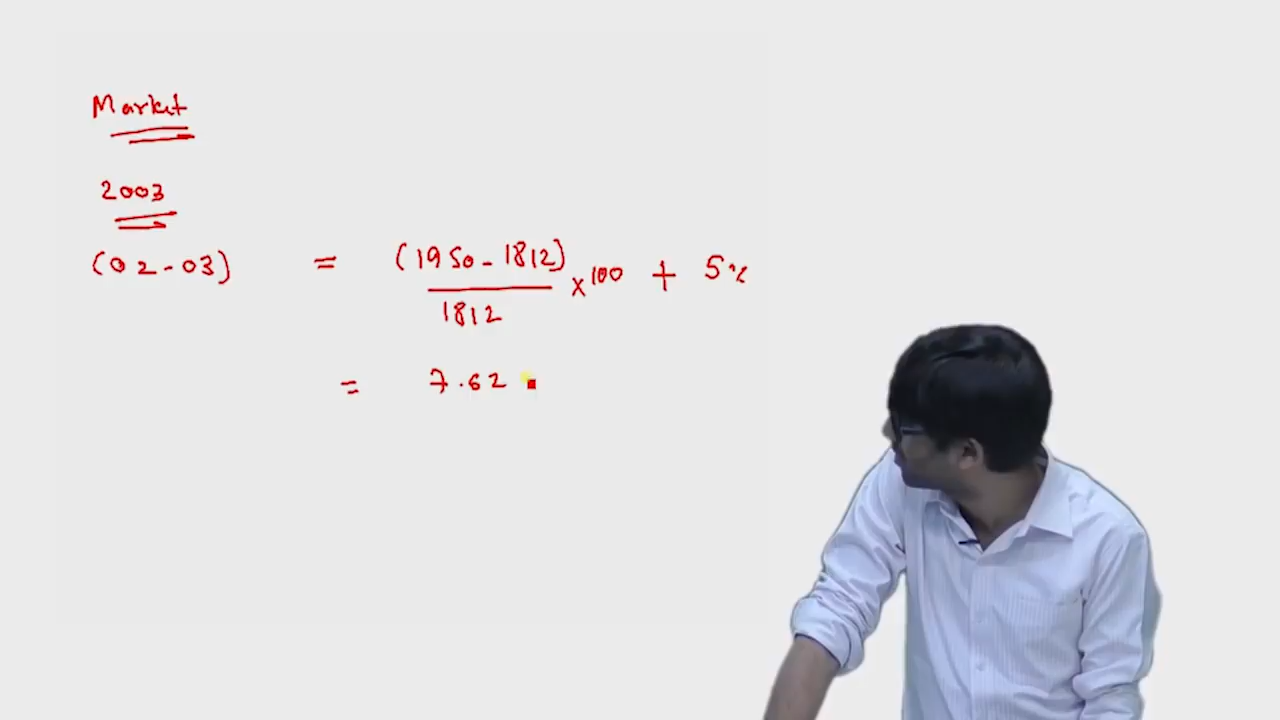 Market
2003
(02-03) = (1950-1812)
1812 x100 + 5%
= 7.62